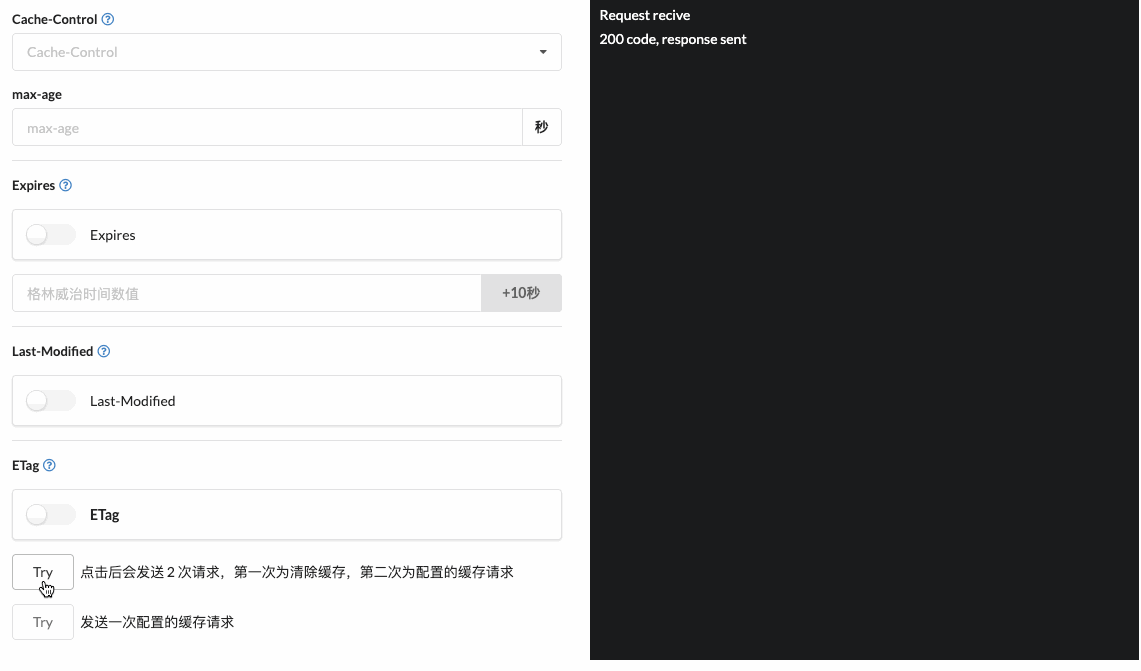 Cache-Control
Cache-Control
max-age
max-age 秒
Expires
Expires
格林威治时间数值 +10秒
Last-Modified
Last-Modified
ETag
ETag
Try 点击后会发送 2 次请求，第一次为清除缓存，第二次为配置的缓存请求
Try 发送一次配置的缓存请求
Request recive
200 code, response sent